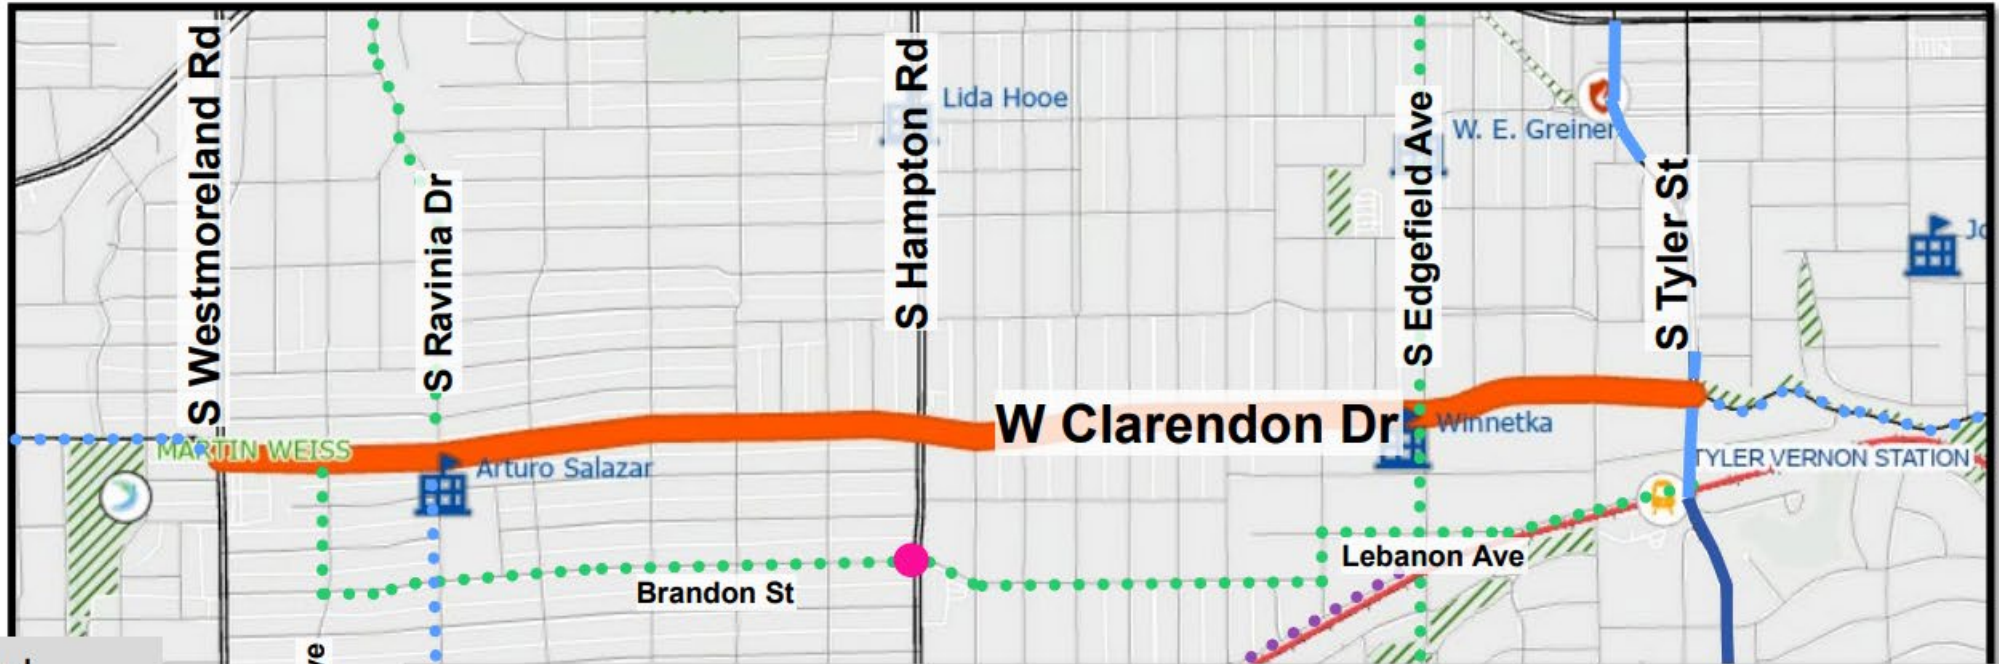 S Westmoreland Rd
S Ravinia Dr
S Hampton Rd
Lida Hooe
S Edgefield Ave
W. E. Greiner
S Tyler St
W Clarendon Dr
MARTIN WEISS
Arturo Salazar
Winnetka
TYLER VERNON STATION
Lebanon Ave
Brandon St